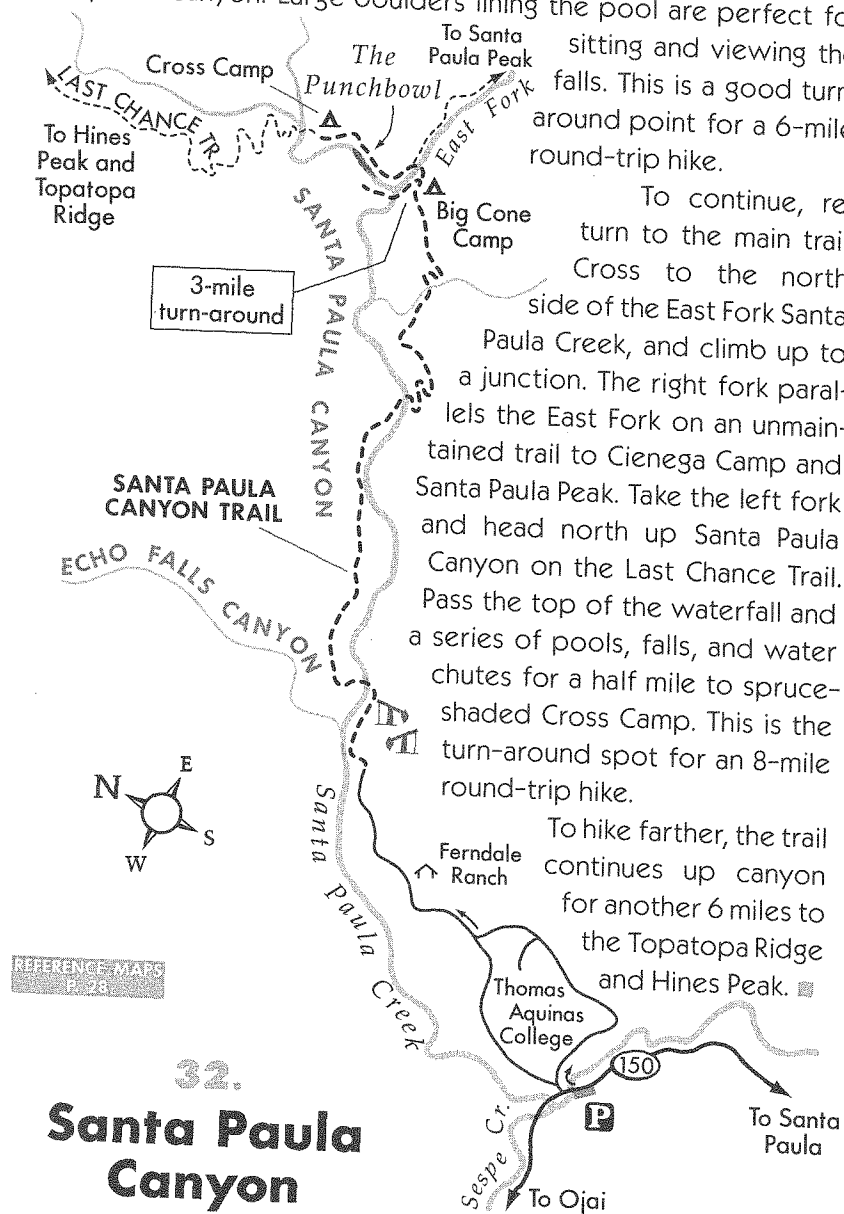 Canyon. Large boulders lining the pool are perfect fo
sitting and viewing the
falls. This is a good turn
around point for a 6-mile
round-trip hike.
To continue, re
turn to the main trai
Cross to the north
side of the East Fork Santa
Paula Creek, and climb up to
a junction. The right fork paral-
lels the East Fork on an unmain-
tained trail to Cienega Camp and
Santa Paula Peak. Take the left fork
and head north up Santa Paula
Canyon on the Last Chance Trail.
Pass the top of the waterfall and
a series of pools, falls, and water
chutes for a half mile to spruce-
shaded Cross Camp. This is the
turn-around spot for an 8-mile
round-trip hike.
To hike farther, the trail
continues up canyon
for another 6 miles to
the Topatopa Ridge
and Hines Peak.
To Santa
Paula Peak
The
Punchbowl
Cross Camp
LAST CHANCE TR.
East Fork
To Hines
Peak and
Topatopa
Ridge
Big Cone
Camp
3-mile
turn-around
SANTA PAULA CANYON
SANTA PAULA
CANYON TRAIL
ECHO FALLS CANYON
N
E
S
W
Santa Paula Creek
Ferndale
Ranch
Thomas
Aquinas
College
150
P
To Santa
Paula
Sespe Cr.
To Ojai
REFERENCE MAPS
P. 28
32.
Santa Paula
Canyon